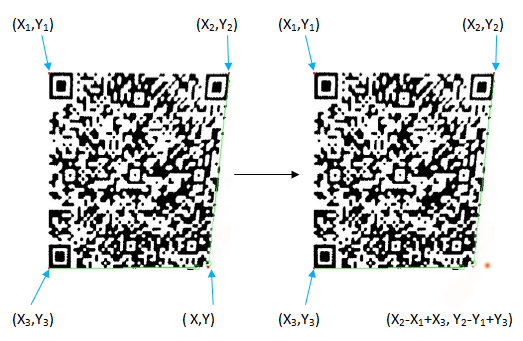 (X₁,Y₁) (X₂,Y₂) (X₁,Y₁) (X₂,Y₂)
(X₃,Y₃) ( X,Y) (X₃,Y₃) (X₂-X₁+X₃, Y₂-Y₁+Y₃)